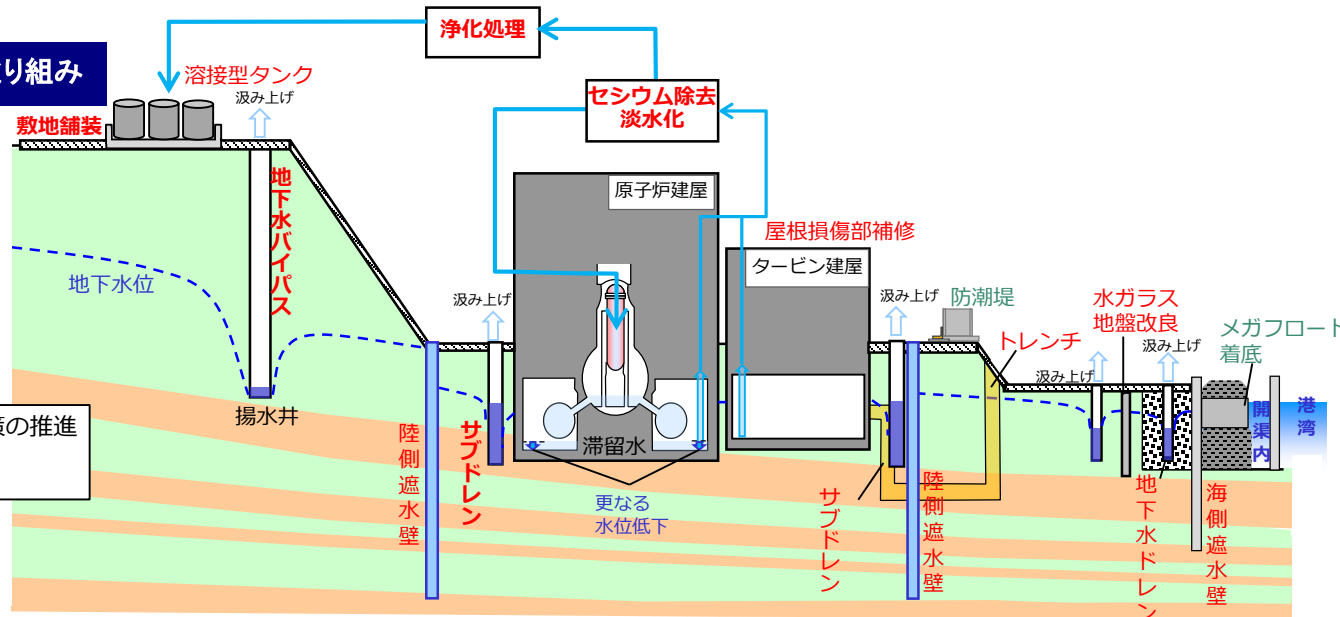 浄化処理
り組み
溶接型タンク
汲み上げ
敷地舗装
セシウム除去
淡水化
地下水バイパス
原子炉建屋
屋根損傷部補修
タービン建屋
地下水位
汲み上げ
汲み上げ
防潮堤
水ガラス
地盤改良
メガフロート
着底
トレンチ
汲み上げ
汲み上げ
開渠内
港湾
揚水井
の推進
陸側遮水壁
サブドレン
滞留水
更なる
水位低下
サブドレン
陸側遮水壁
地下水ドレン
海側遮水壁